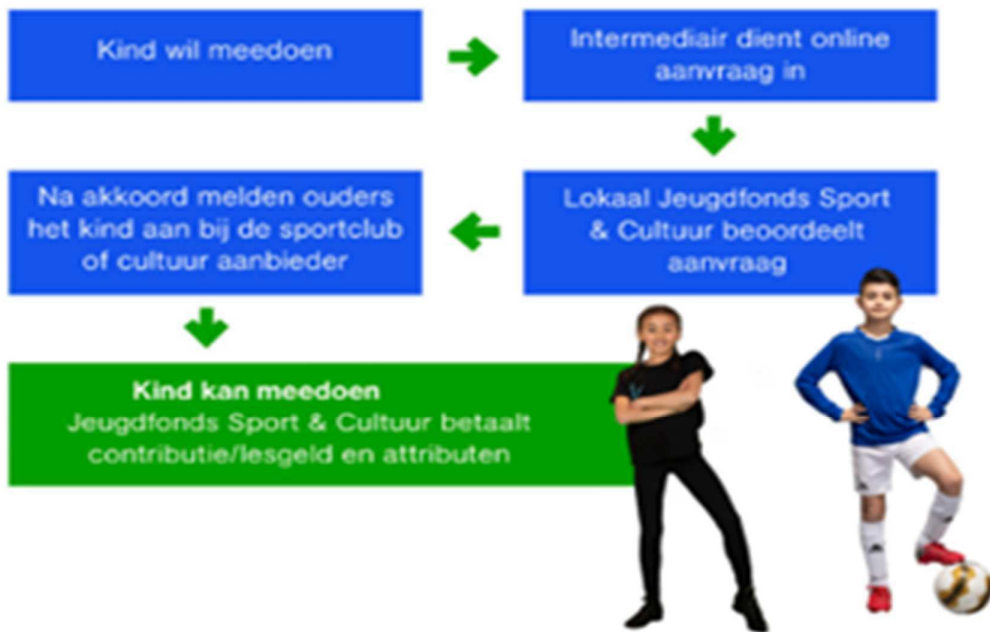 Kind wil meedoen
Intermediair dient online
aanvraag in
Lokaal Jeugdfonds Sport
& Cultuur beoordeelt
aanvraag
Na akkoord melden ouders
het kind aan bij de sportclub
of cultuur aanbieder
Kind kan meedoen
Jeugdfonds Sport & Cultuur betaalt
contributie/lesgeld en attributen